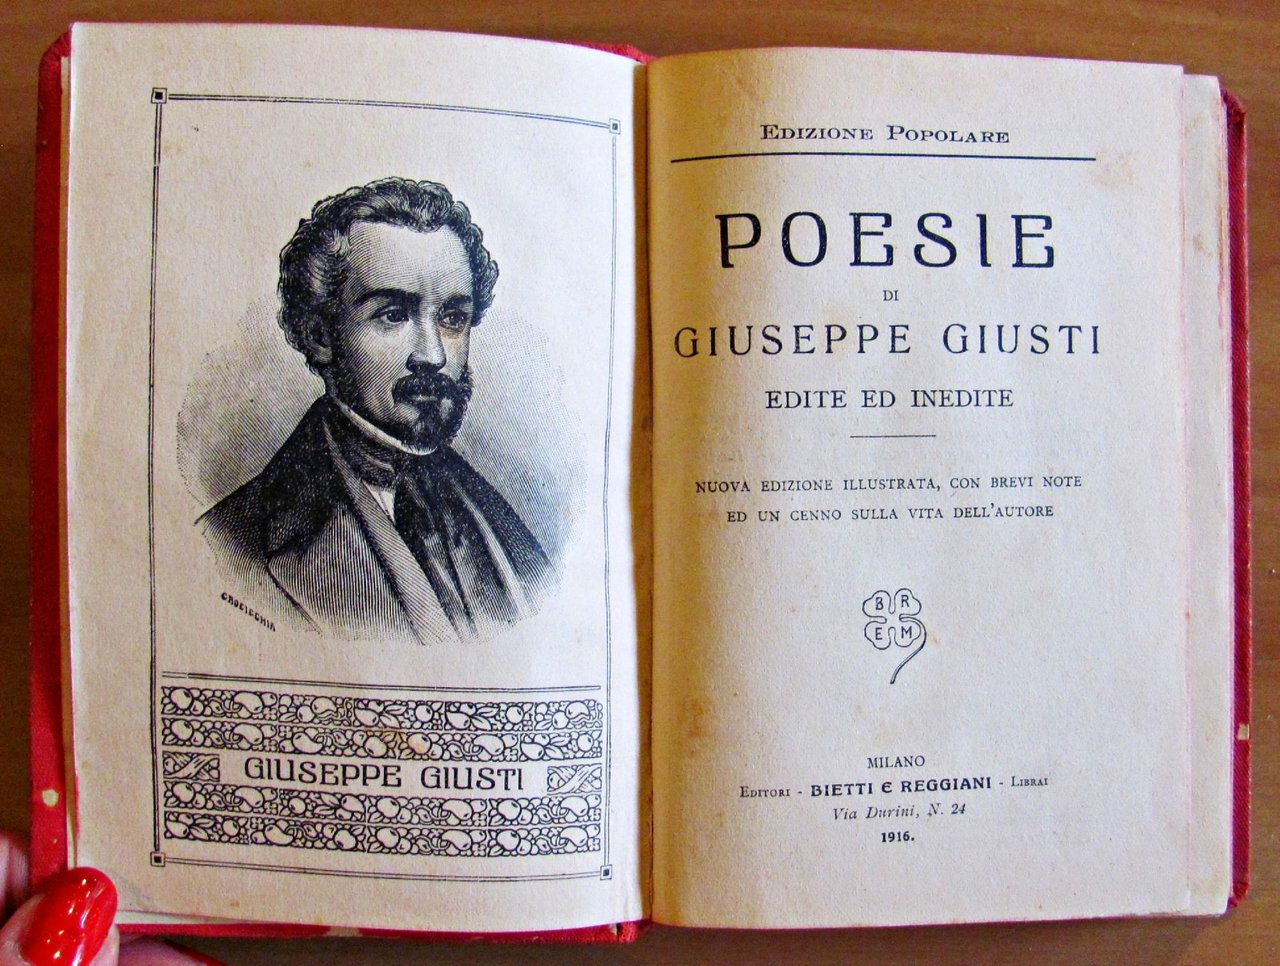 CROCICCHIA
GIUSEPPE GIUSTI
EDIZIONE POPOLARE
POESIE
DI
GIUSEPPE GIUSTI
EDITE ED INEDITE
NUOVA EDIZIONE ILLUSTRATA, CON BREVI NOTE
ED UN CENNO SULLA VITA DELL'AUTORE
B R
E M
MILANO
EDITORI - BIETTI E REGGIANI - LIBRAI
Via Durini, N. 24
1916.